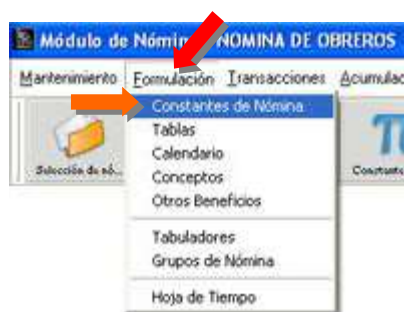 Módulo de Nómin NOMINA DE OBREROS
Mantenimiento Formulación Transacciones Acumulac
Constantes de Nómina
Tablas
Calendario
Conceptos
Otros Beneficios
Tabuladores
Grupos de Nómina
Hoja de Tiempo
Selección de nó...
Constante